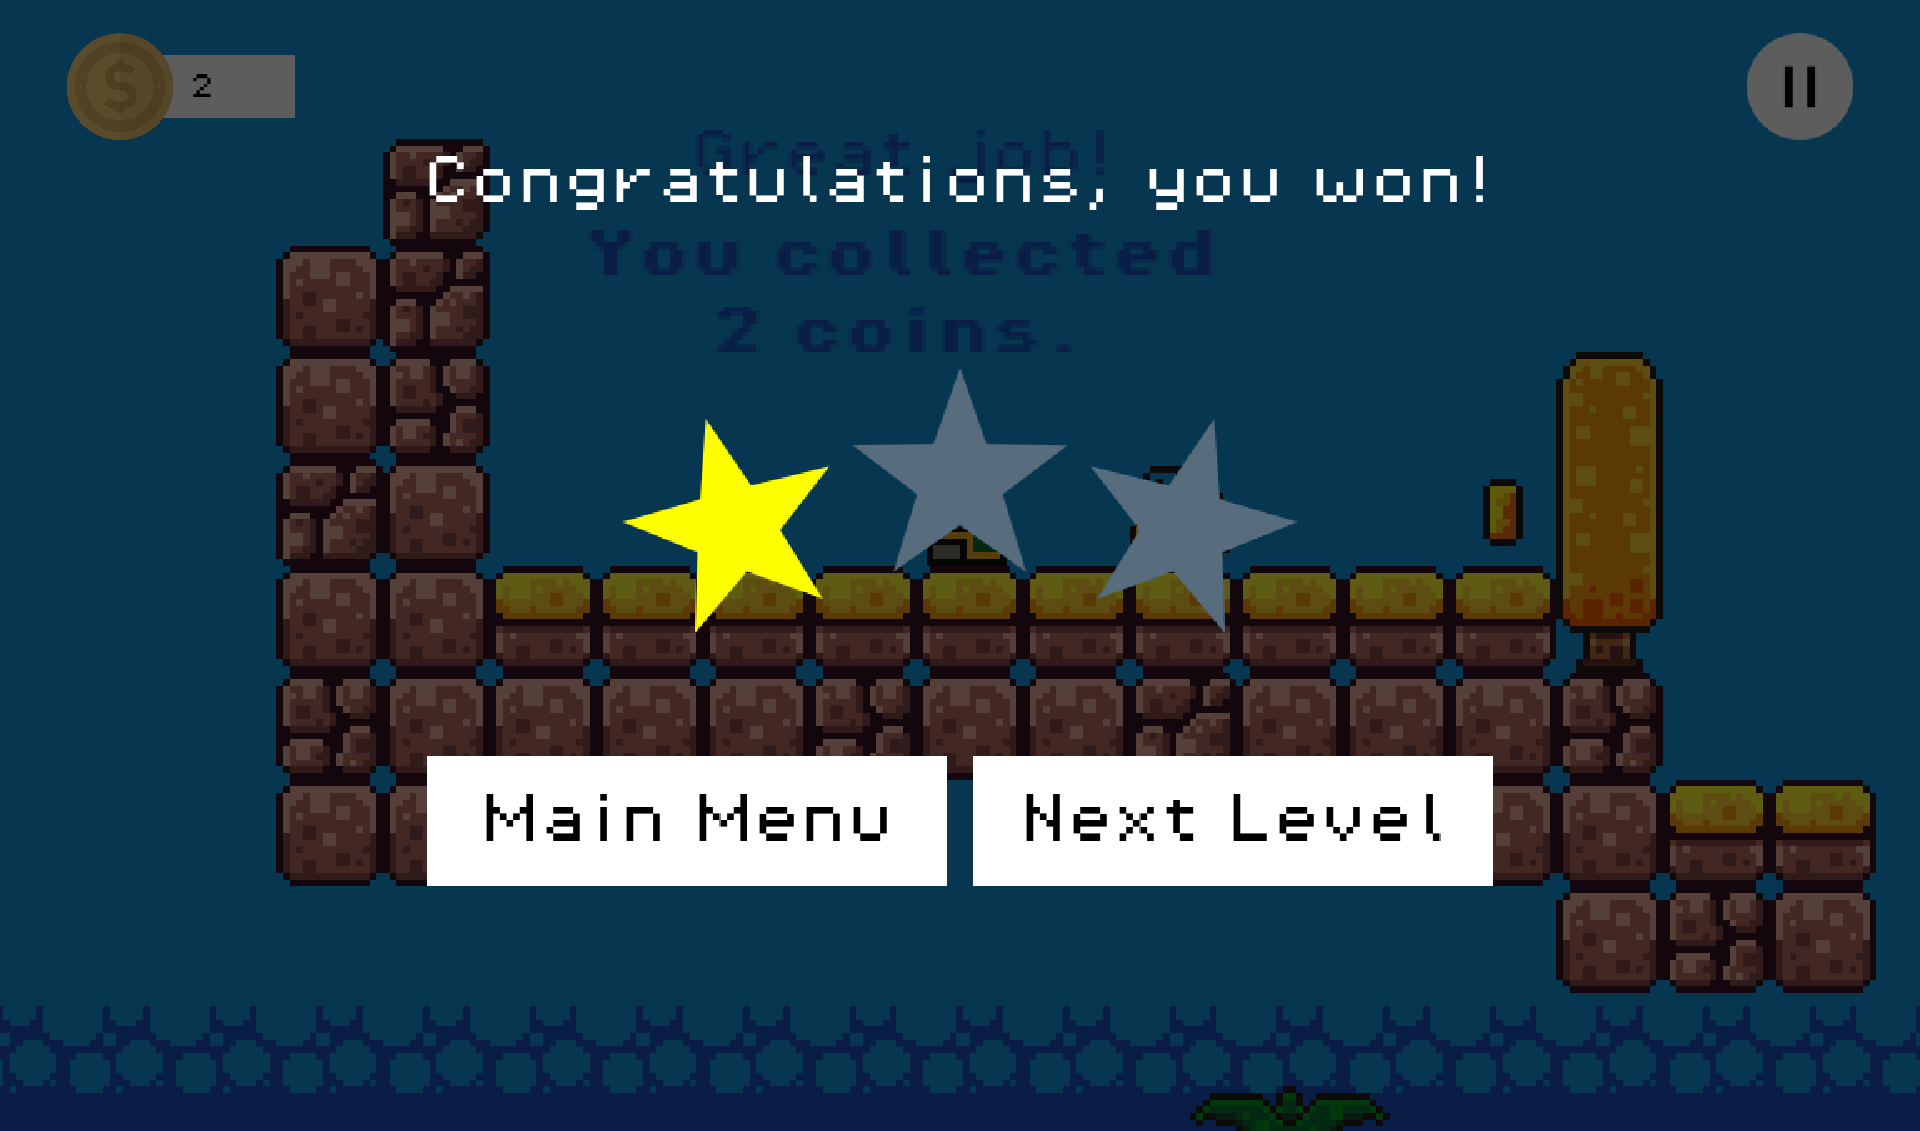 2
Great job!
Congratulations, you won!
You collected
2 coins.
Main Menu
Next Level